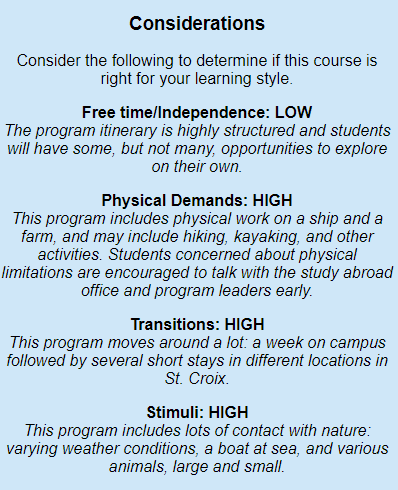 Considerations
Consider the following to determine if this course is
right for your learning style.
Free time/Independence: LOW
The program itinerary is highly structured and students
will have some, but not many, opportunities to explore
on their own.
Physical Demands: HIGH
This program includes physical work on a ship and a
farm, and may include hiking, kayaking, and other
activities. Students concerned about physical
limitations are encouraged to talk with the study abroad
office and program leaders early.
Transitions: HIGH
This program moves around a lot: a week on campus
followed by several short stays in different locations in
St. Croix.
Stimuli: HIGH
This program includes lots of contact with nature:
varying weather conditions, a boat at sea, and various
animals, large and small.